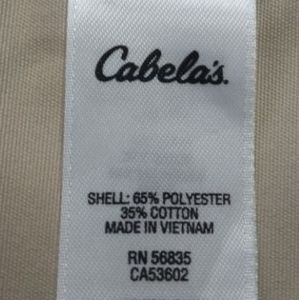 Cabela's.
SHELL: 65% POLYESTER
35% COTTON
MADE IN VIETNAM
RN 56835
CA53602